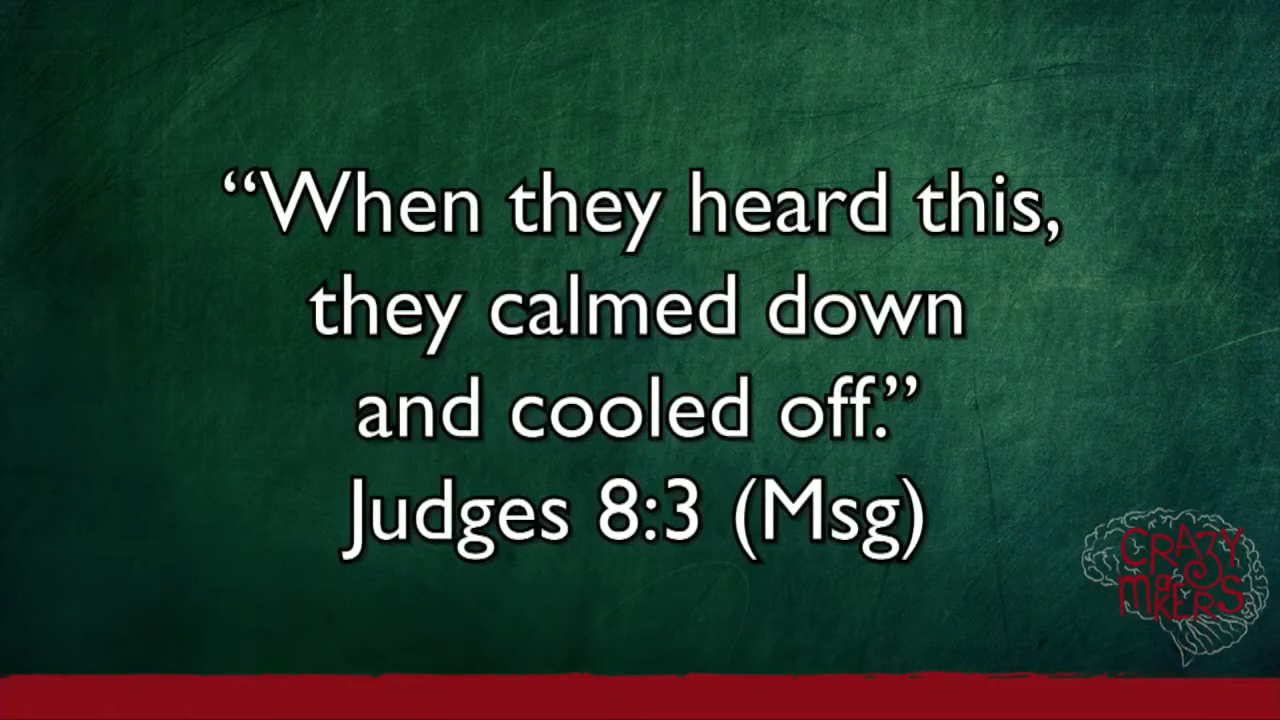 “When they heard this,
they calmed down
and cooled off.”
Judges 8:3 (Msg)
CRAZY
MaKERS